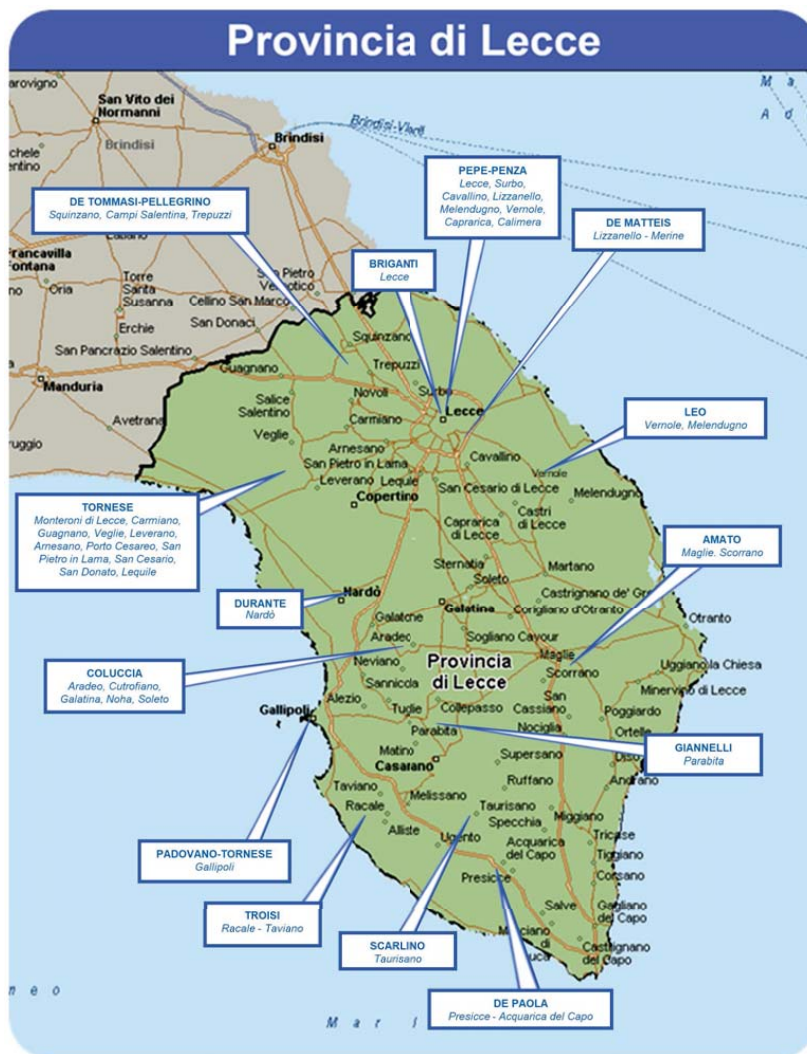 Provincia di Lecce
San Vito dei
Normanni
Brindisi
Brindisi
Brindisi-Vlorë
DE TOMMASI-PELLEGRINO
Squinzano, Campi Salentina, Trepuzzi
PEPE-PENZA
Lecce, Surbo,
Cavallino, Lizzanello,
Melendugno, Vernole,
Caprarica, Calimera
DE MATTEIS
Lizzanello - Merine
BRIGANTI
Lecce
Francavilla
Fontana
Oria
Torre
Santa
Susanna
Cellino San Marco
San Donaci
Erchie
San Pancrazio Salentino
Manduria
Avetrana
Squinzano
Trepuzzi
Guagnano
Surbo
Novoli
Salice
Salentino
Lecce
Carmiano
Veglie
Arnesano
LEO
Vernole, Melendugno
San Pietro in Lama
Cavallino
Vernole
Leverano
Lequile
San Cesario di Lecce
Melendugno
Copertino
Castri
di Lecce
Caprarica
di Lecce
TORNESE
Monteroni di Lecce, Carmiano,
Guagnano, Veglie, Leverano,
Arnesano, Porto Cesareo, San
Pietro in Lama, San Cesario,
San Donato, Lequile
AMATO
Maglie. Scorrano
Sternatia
Soleto
Martano
DURANTE
Nardò
Nardò
Galatina
Castrignano de' Gre
Corigliano d'Otranto
Otranto
Galatone
Aradeo
Sogliano Cavour
COLUCCIA
Aradeo, Cutrofiano,
Galatina, Noha, Soleto
Neviano
Provincia
di Lecce
Maglie
Scorrano
Uggiano la Chiesa
Minervino di Lecce
Sannicola
San
Cassiano
Alezio
Tuglie
Collepasso
Poggiardo
Gallipoli
Parabita
Nociglia
Ortelle
GIANNELLI
Parabita
Matino
Casarano
Supersano
Diso
Andrano
Ruffano
Taviano
Melissano
Racale
Taurisano
Miggiano
Specchia
Alliste
Tricase
Ugento
Acquarica
del Capo
Tiggiano
PADOVANO-TORNESE
Gallipoli
Presicce
Corsano
TROISI
Racale - Taviano
Salve
Gagliano
del Capo
SCARLINO
Taurisano
Castrignano
del Capo
DE PAOLA
Presicce - Acquarica del Capo